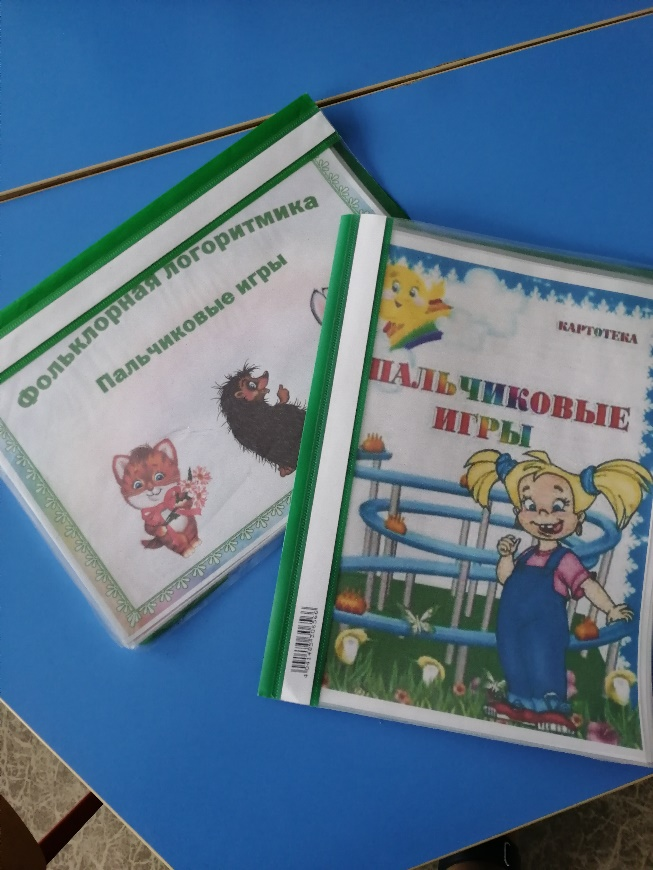 Фольклорная логоритмика
Пальчиковые игры
КАРТОТЕКА
ПАЛЬЧИКОВЫЕ
ИГРЫ